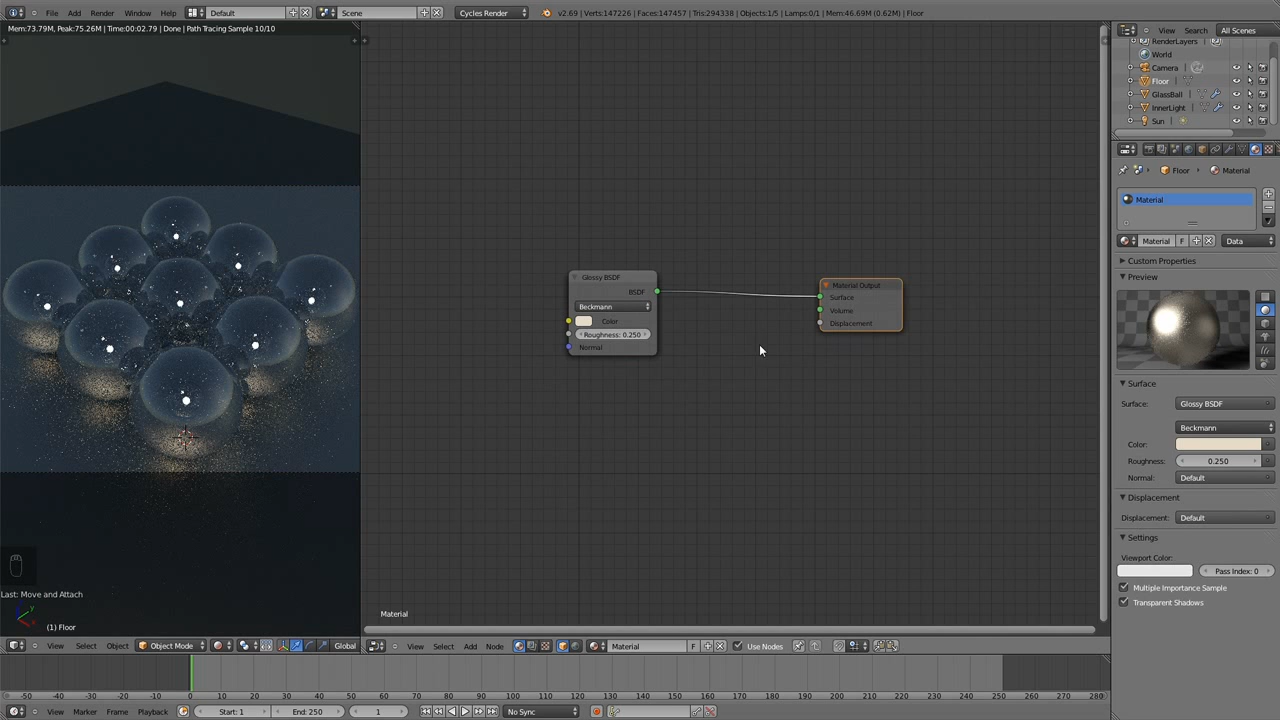 File Add Render Window Help Default Scene Cycles Render v2.69 | Verts:147226 | Faces:147457 | Tris:294338 | Objects:1/5 | Lamps:0/1 | Mem:46.69M (0.62M) | Floor
Mem:73.79M, Peak:75.26M | Time:00:02.79 | Done | Path Tracing Sample 10/10
View Search All Scenes
RenderLayers
World
Camera
Floor
GlassBall
InnerLight
Sun
Floor Material
Material
Material F Data
Custom Properties
Preview
Glossy BSDF
BSDF
Beckmann
Color
Roughness: 0.250
Normal
Material Output
Surface
Volume
Displacement
Surface
Surface: Glossy BSDF
Beckmann
Color:
Roughness: 0.250
Normal: Default
Displacement
Displacement: Default
Settings
Viewport Color:
Pass Index: 0
Multiple Importance Sample
Transparent Shadows
Last: Move and Attach
y
x
(1) Floor
Material
View Select Object Object Mode Global
View Select Add Node Material F Use Nodes
-50 -40 -30 -20 -10 0 10 20 30 40 50 60 70 80 90 100 110 120 130 140 150 160 170 180 190 200 210 220 230 240 250 260 270 280
View Marker Frame Playback Start: 1 End: 250 1 No Sync